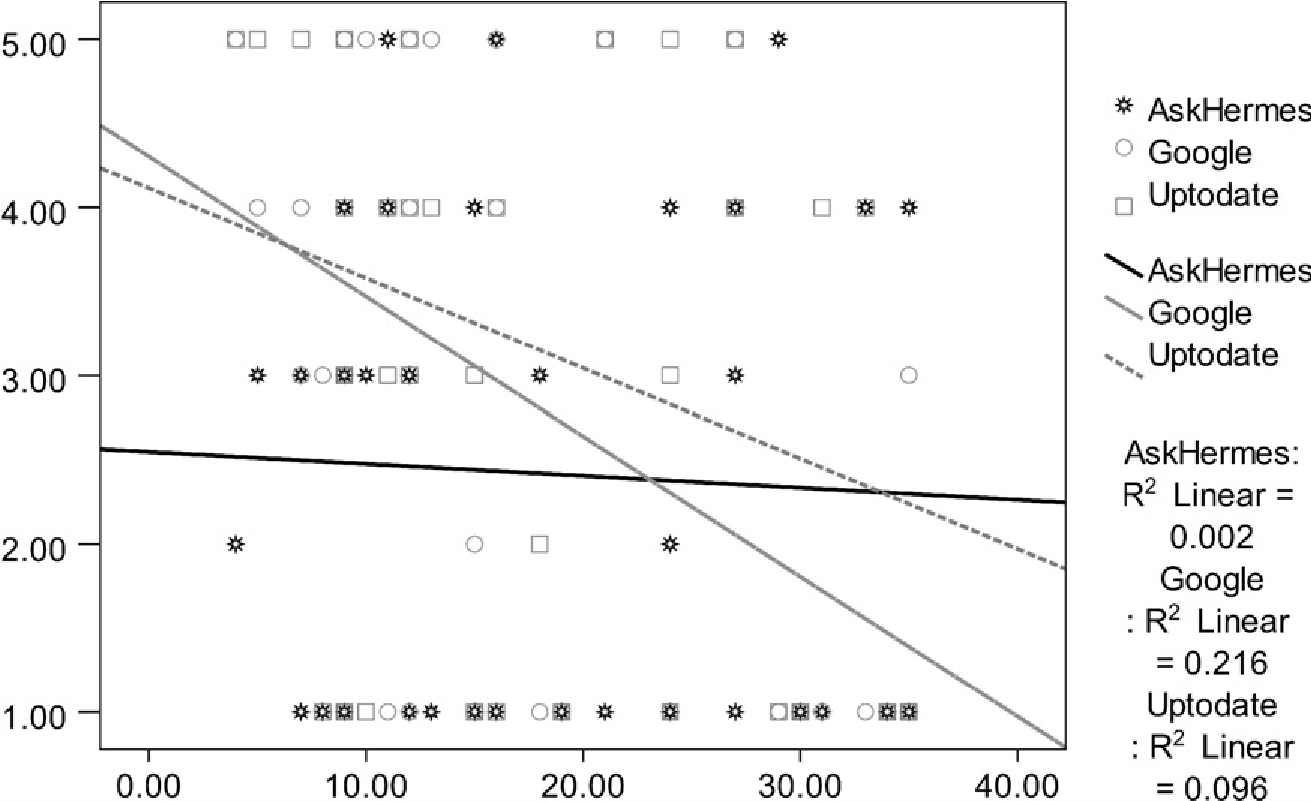 5.00
4.00
3.00
2.00
1.00
0.00 10.00 20.00 30.00 40.00
AskHermes
Google
Uptodate
AskHermes
Google
Uptodate
AskHermes:
R² Linear =
0.002
Google
: R² Linear
= 0.216
Uptodate
: R² Linear
= 0.096